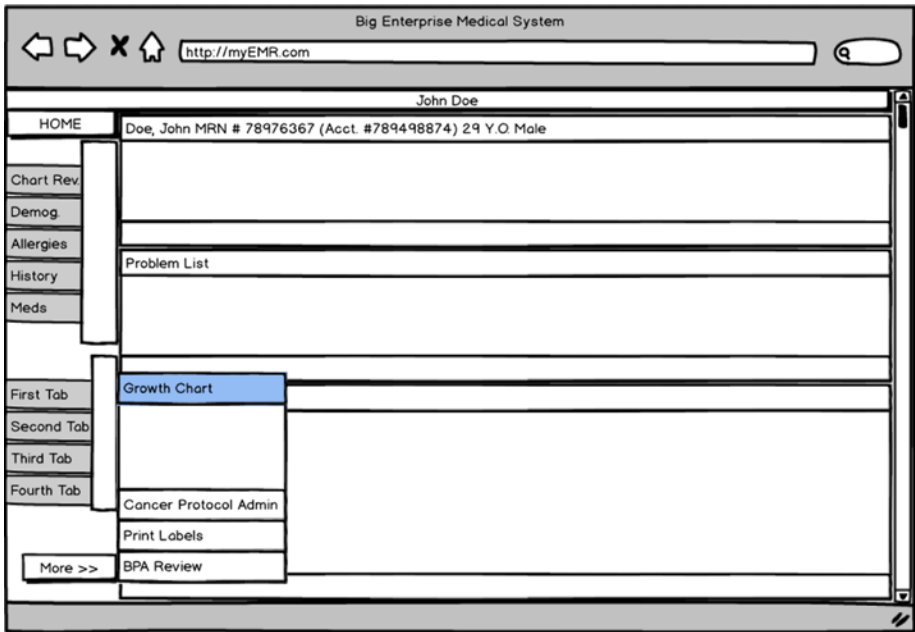 Big Enterprise Medical System
http://myEMR.com
John Doe
HOME
Doe, John MRN # 78976367 (Acct. #789498874) 29 Y.O. Male
Chart Rev.
Demog.
Allergies
History
Meds
Problem List
First Tab
Second Tab
Third Tab
Fourth Tab
More >>
Growth Chart
Cancer Protocol Admin
Print Labels
BPA Review